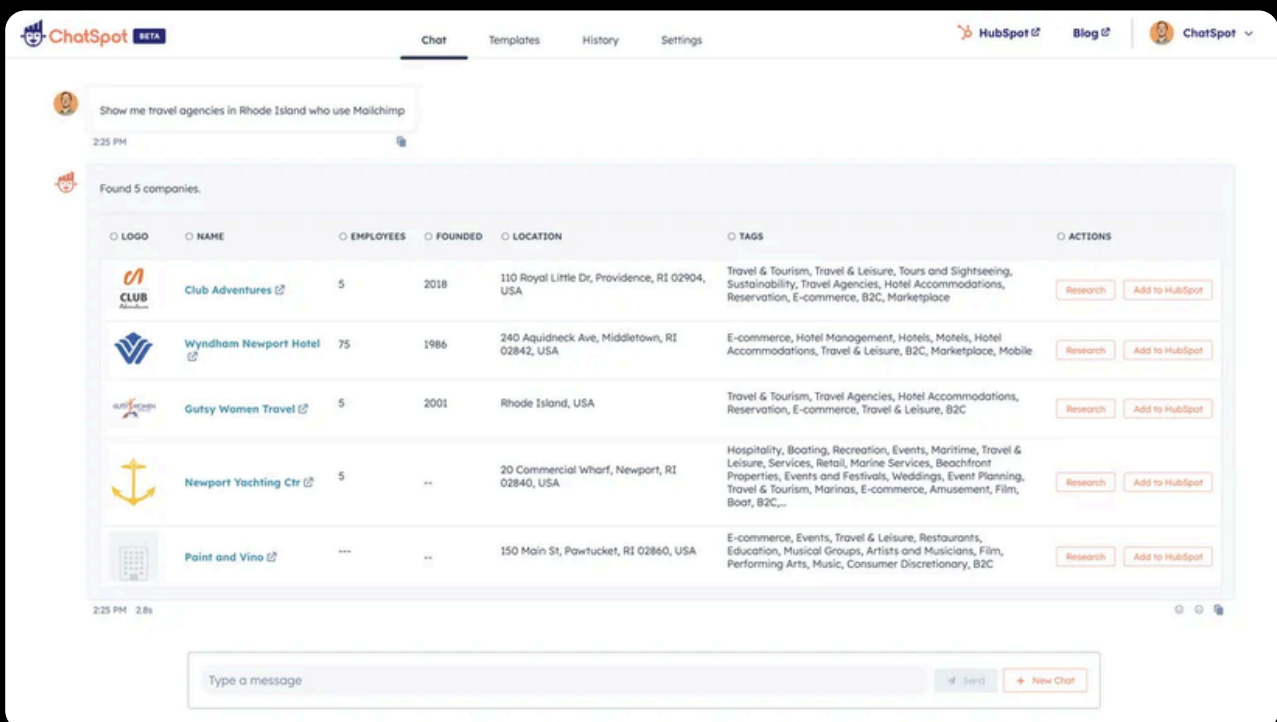 ChatSpot BETA
Chat
Templates
History
Settings
HubSpot
Blog
ChatSpot
Show me travel agencies in Rhode Island who use Mailchimp
2:25 PM
Found 5 companies.
LOGO
NAME
EMPLOYEES
FOUNDED
LOCATION
TAGS
ACTIONS
CLUB
Adventures
Club Adventures
5
2018
110 Royal Little Dr, Providence, RI 02904,
USA
Travel & Tourism, Travel & Leisure, Tours and Sightseeing,
Sustainability, Travel Agencies, Hotel Accommodations,
Reservation, E-commerce, B2C, Marketplace
Research
Add to HubSpot
Wyndham Newport Hotel
75
1986
240 Aquidneck Ave, Middletown, RI
02842, USA
E-commerce, Hotel Management, Hotels, Motels, Hotel
Accommodations, Travel & Leisure, B2C, Marketplace, Mobile
Research
Add to HubSpot
GUTSY WOMEN
Gutsy Women Travel
5
2001
Rhode Island, USA
Travel & Tourism, Travel Agencies, Hotel Accommodations,
Reservation, E-commerce, Travel & Leisure, B2C
Research
Add to HubSpot
Newport Yachting Ctr
5
--
20 Commercial Wharf, Newport, RI
02840, USA
Hospitality, Boating, Recreation, Events, Maritime, Travel &
Leisure, Services, Retail, Marine Services, Beachfront
Properties, Events and Festivals, Weddings, Event Planning,
Travel & Tourism, Marinas, E-commerce, Amusement, Film,
Boat, B2C,...
Research
Add to HubSpot
Paint and Vino
---
--
150 Main St, Pawtucket, RI 02860, USA
E-commerce, Events, Travel & Leisure, Restaurants,
Education, Musical Groups, Artists and Musicians, Film,
Performing Arts, Music, Consumer Discretionary, B2C
Research
Add to HubSpot
2:25 PM 2.8s
Type a message
Send
+ New Chat